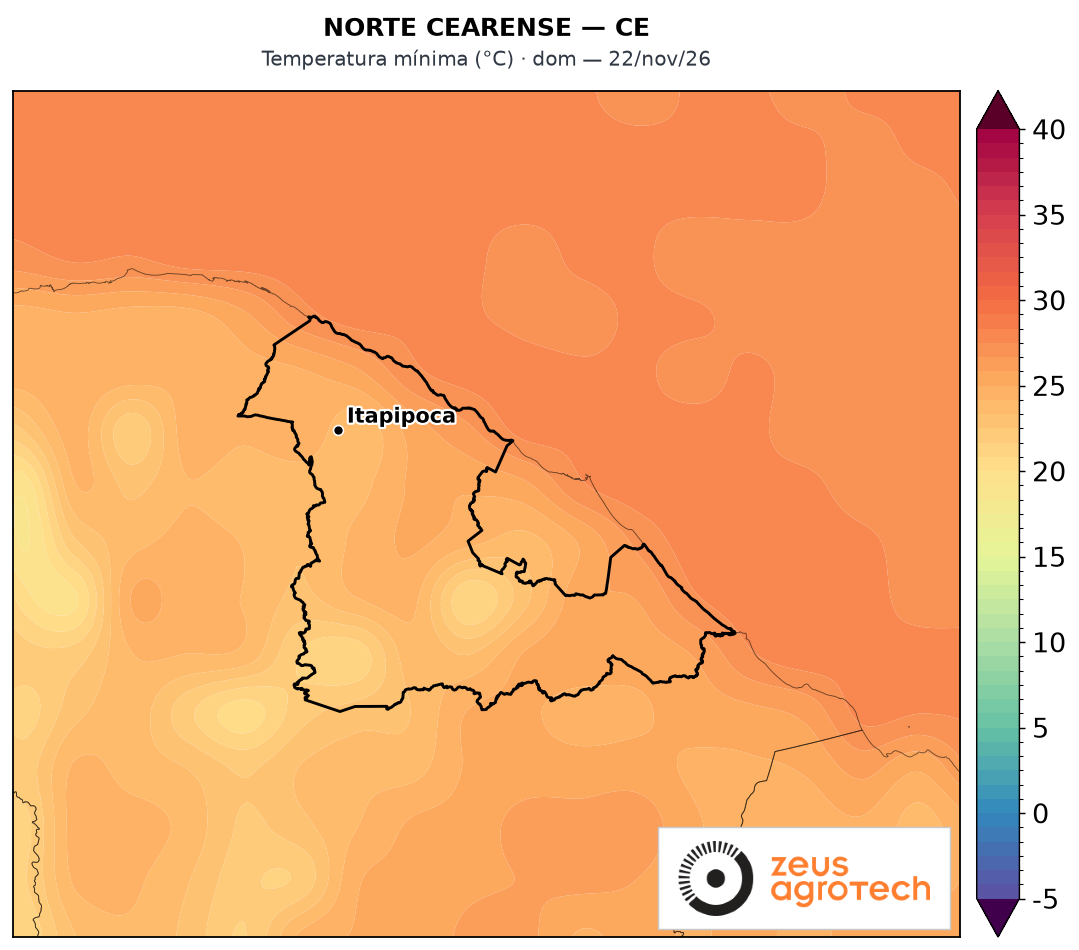 NORTE CEARENSE — CE
Temperatura mínima (°C) · dom — 22/nov/26
Itapipoca
40
35
30
25
20
15
10
5
0
-5
zeus
agrotech